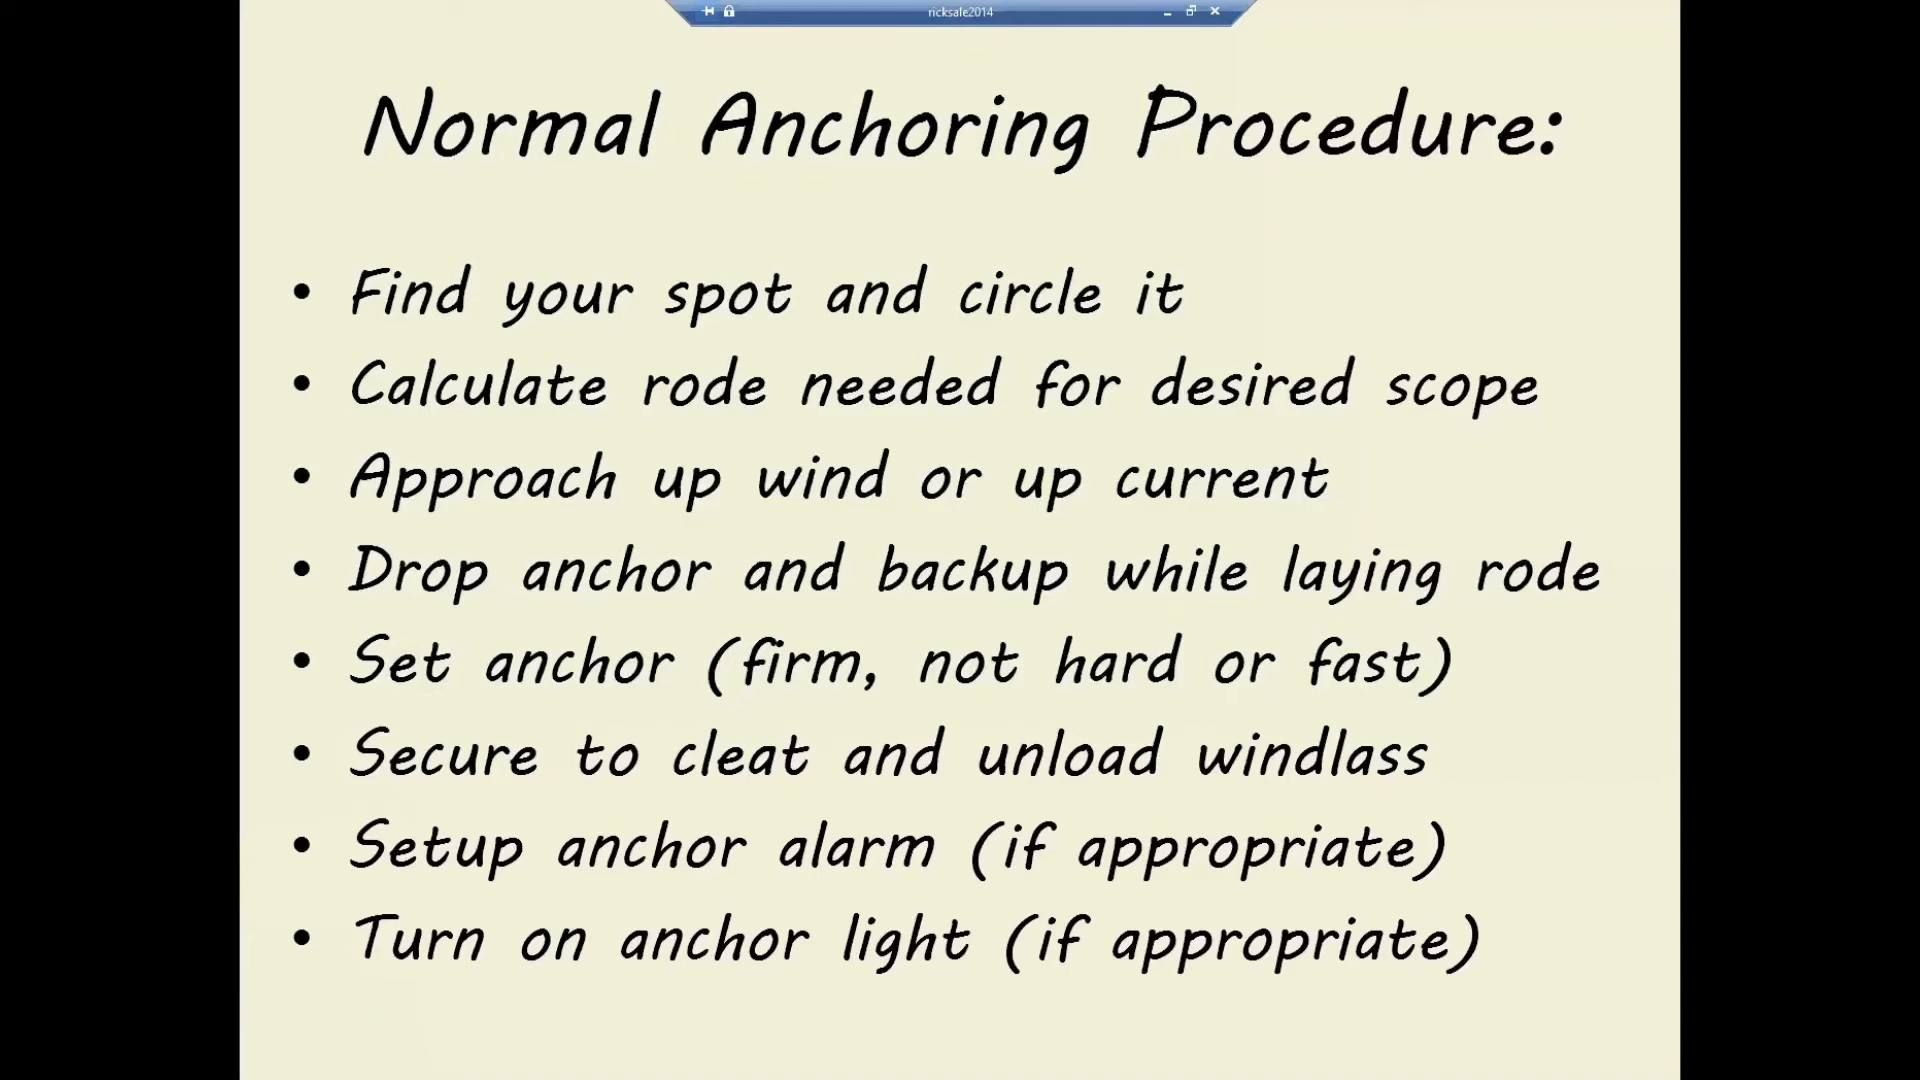 ricksale2014
Normal Anchoring Procedure:
• Find your spot and circle it
• Calculate rode needed for desired scope
• Approach up wind or up current
• Drop anchor and backup while laying rode
• Set anchor (firm, not hard or fast)
• Secure to cleat and unload windlass
• Setup anchor alarm (if appropriate)
• Turn on anchor light (if appropriate)